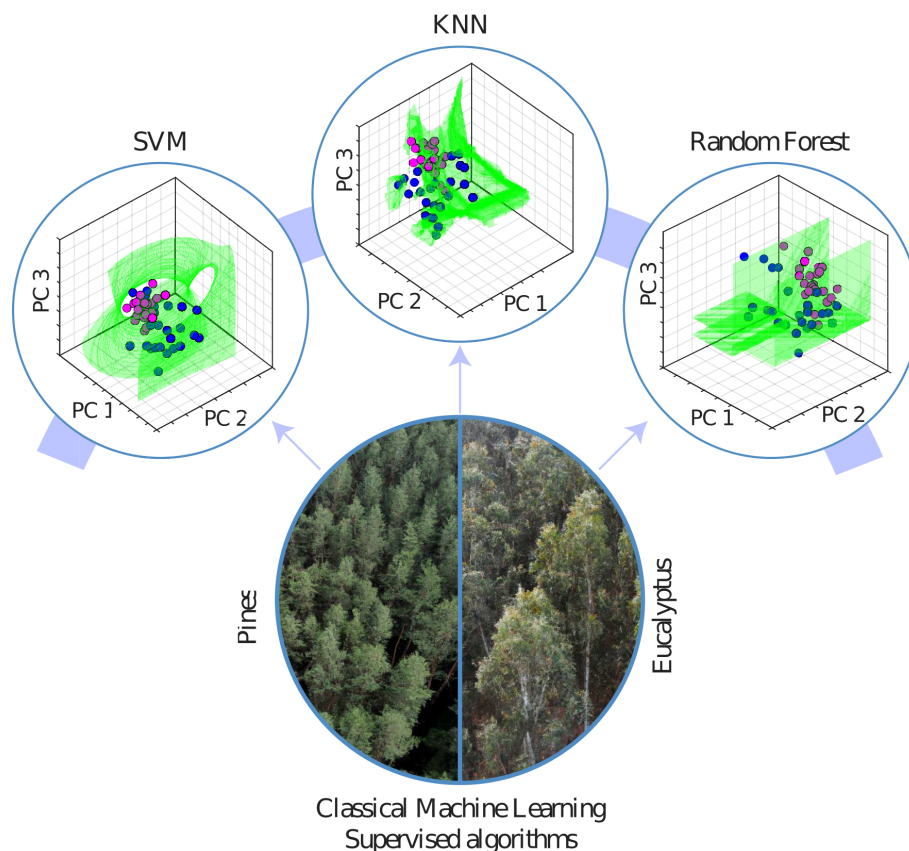 KNN
SVM
Random Forest
PC 3
PC 2
PC 1
PC 3
PC 1
PC 2
PC 3
PC 1
PC 2
Pines
Eucalyptus
Classical Machine Learning
Supervised algorithms